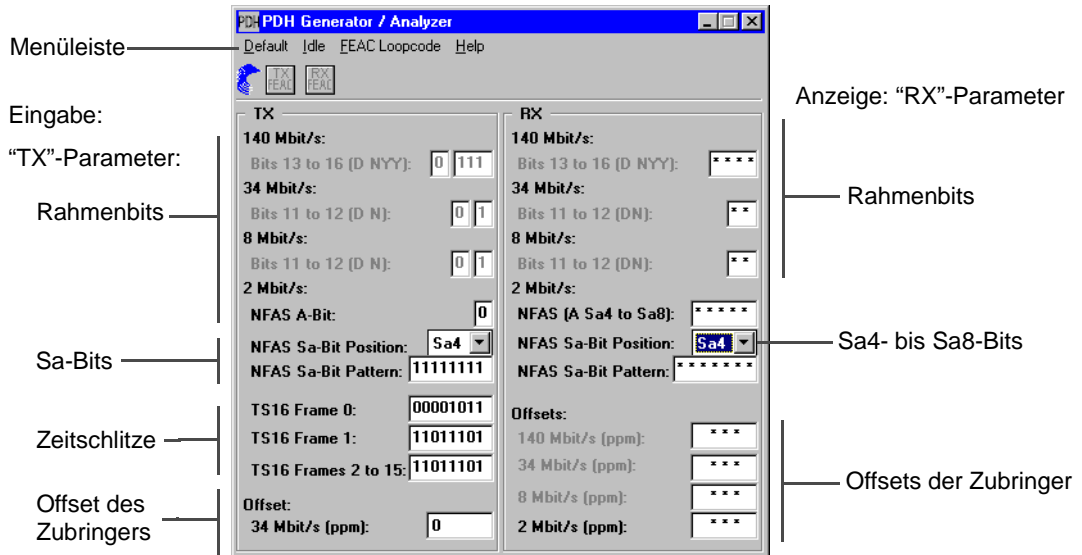 PDH PDH Generator / Analyzer
Menüleiste
Default Idle FEAC Loopcode Help
TX FEAC RX FEAC
Eingabe:
"TX"-Parameter:
Rahmenbits
Sa-Bits
Zeitschlitze
Offset des
Zubringers
TX
140 Mbit/s:
Bits 13 to 16 (D NYY): 0 111
34 Mbit/s:
Bits 11 to 12 (D N): 0 1
8 Mbit/s:
Bits 11 to 12 (D N): 0 1
2 Mbit/s:
NFAS A-Bit: 0
NFAS Sa-Bit Position: Sa4
NFAS Sa-Bit Pattern: 11111111
TS16 Frame 0: 00001011
TS16 Frame 1: 11011101
TS16 Frames 2 to 15: 11011101
Offset:
34 Mbit/s (ppm): 0
RX
140 Mbit/s:
Bits 13 to 16 (D NYY): * * * *
34 Mbit/s:
Bits 11 to 12 (DN): * *
8 Mbit/s:
Bits 11 to 12 (DN): * *
2 Mbit/s:
NFAS (A Sa4 to Sa8): * * * * *
NFAS Sa-Bit Position: Sa4
NFAS Sa-Bit Pattern: * * * * * * *
Offsets:
140 Mbit/s (ppm): * * *
34 Mbit/s (ppm): * * *
8 Mbit/s (ppm): * * *
2 Mbit/s (ppm): * * *
Anzeige: "RX"-Parameter
Rahmenbits
Sa4- bis Sa8-Bits
Offsets der Zubringer